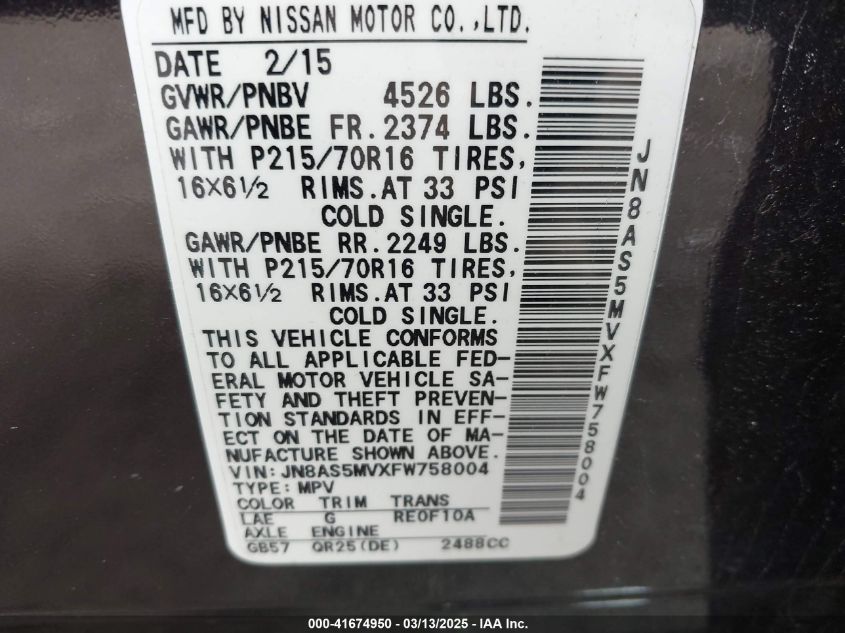 MFD BY NISSAN MOTOR CO.,LTD.
DATE 2/15
GVWR/PNBV 4526 LBS.
GAWR/PNBE FR.2374 LBS.
WITH P215/70R16 TIRES,
16X6½ RIMS.AT 33 PSI
COLD SINGLE.
GAWR/PNBE RR.2249 LBS.
WITH P215/70R16 TIRES,
16X6½ RIMS.AT 33 PSI
COLD SINGLE.
THIS VEHICLE CONFORMS
TO ALL APPLICABLE FED-
ERAL MOTOR VEHICLE SA-
FETY AND THEFT PREVEN-
TION STANDARDS IN EFF-
ECT ON THE DATE OF MA-
NUFACTURE SHOWN ABOVE.
VIN:JN8AS5MVXFW758004
TYPE:MPV
COLOR TRIM TRANS
LAE G RE0F10A
AXLE ENGINE
GB57 QR25(DE) 2488CC
JN8AS5MVXFW758004
000-41674950 - 03/13/2025 - IAA Inc.